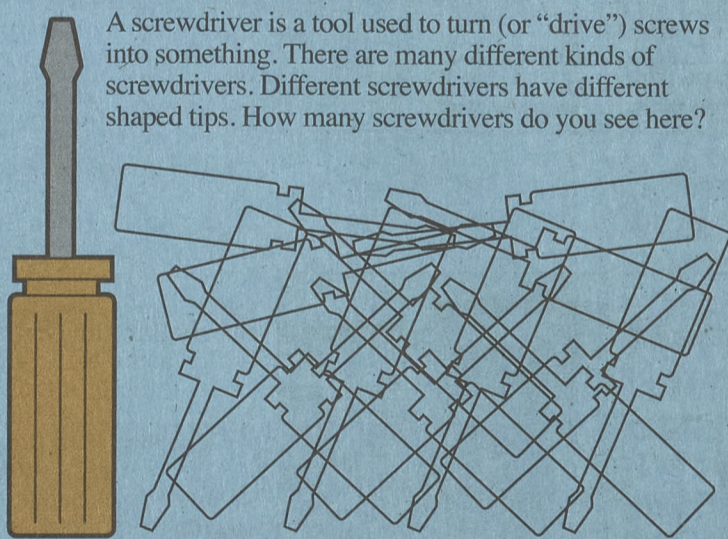 A screwdriver is a tool used to turn (or “drive”) screws
into something. There are many different kinds of
screwdrivers. Different screwdrivers have different
shaped tips. How many screwdrivers do you see here?